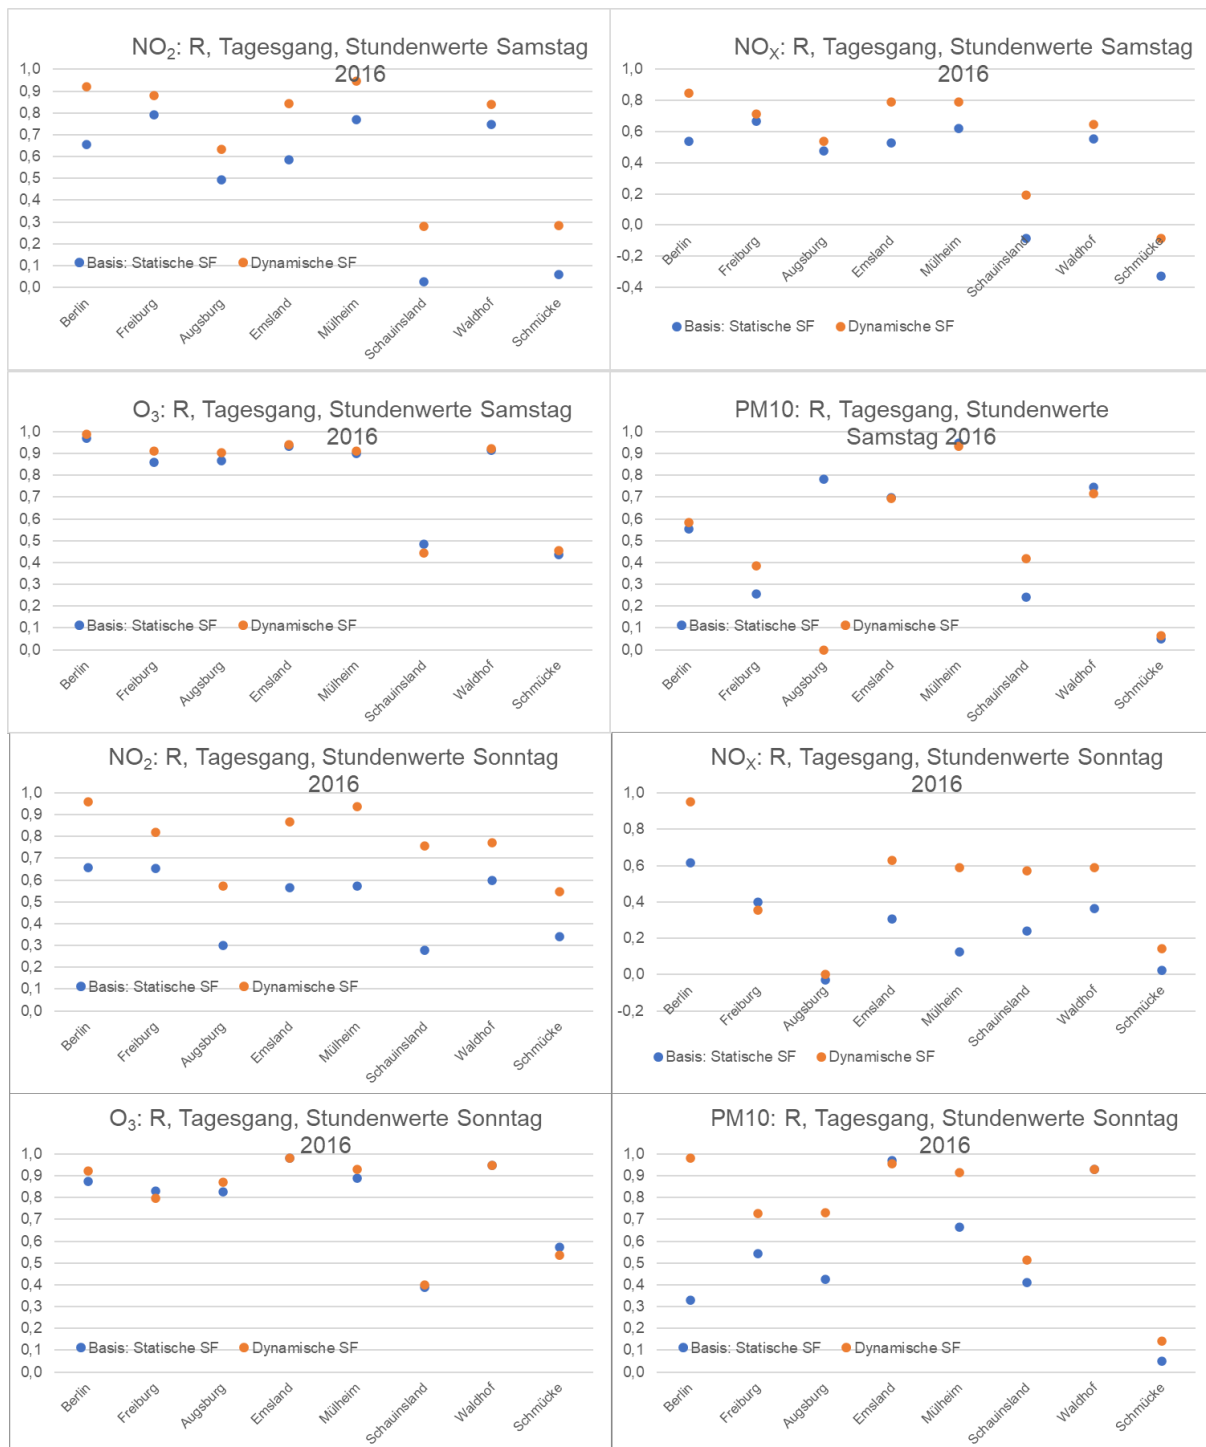 NO2: R, Tagesgang, Stundenwerte Samstag
2016
1,0
0,9
0,8
0,7
0,6
0,5
0,4
0,3
0,2
0,1
0,0
Basis: Statische SF
Dynamische SF
Berlin
Freiburg
Augsburg
Emsland
Mülheim
Schauinsland
Waldhof
Schmücke
NOX: R, Tagesgang, Stundenwerte Samstag
2016
1,0
0,8
0,6
0,4
0,2
0,0
-0,2
-0,4
Berlin
Freiburg
Augsburg
Emsland
Mülheim
Schauinsland
Waldhof
Schmücke
Basis: Statische SF
Dynamische SF
O3: R, Tagesgang, Stundenwerte Samstag
2016
1,0
0,9
0,8
0,7
0,6
0,5
0,4
0,3
0,2
0,1
0,0
Basis: Statische SF
Dynamische SF
Berlin
Freiburg
Augsburg
Emsland
Mülheim
Schauinsland
Waldhof
Schmücke
PM10: R, Tagesgang, Stundenwerte
Samstag 2016
1,0
0,9
0,8
0,7
0,6
0,5
0,4
0,3
0,2
0,1
0,0
Basis: Statische SF
Dynamische SF
Berlin
Freiburg
Augsburg
Emsland
Mülheim
Schauinsland
Waldhof
Schmücke
NO2: R, Tagesgang, Stundenwerte Sonntag
2016
1,0
0,9
0,8
0,7
0,6
0,5
0,4
0,3
0,2
0,1
0,0
Basis: Statische SF
Dynamische SF
Berlin
Freiburg
Augsburg
Emsland
Mülheim
Schauinsland
Waldhof
Schmücke
NOX: R, Tagesgang, Stundenwerte Sonntag
2016
1,0
0,8
0,6
0,4
0,2
0,0
-0,2
Berlin
Freiburg
Augsburg
Emsland
Mülheim
Schauinsland
Waldhof
Schmücke
Basis: Statische SF
Dynamische SF
O3: R, Tagesgang, Stundenwerte Sonntag
2016
1,0
0,9
0,8
0,7
0,6
0,5
0,4
0,3
0,2
0,1
0,0
Basis: Statische SF
Dynamische SF
Berlin
Freiburg
Augsburg
Emsland
Mülheim
Schauinsland
Waldhof
Schmücke
PM10: R, Tagesgang, Stundenwerte Sonntag
2016
1,0
0,9
0,8
0,7
0,6
0,5
0,4
0,3
0,2
0,1
0,0
Basis: Statische SF
Dynamische SF
Berlin
Freiburg
Augsburg
Emsland
Mülheim
Schauinsland
Waldhof
Schmücke